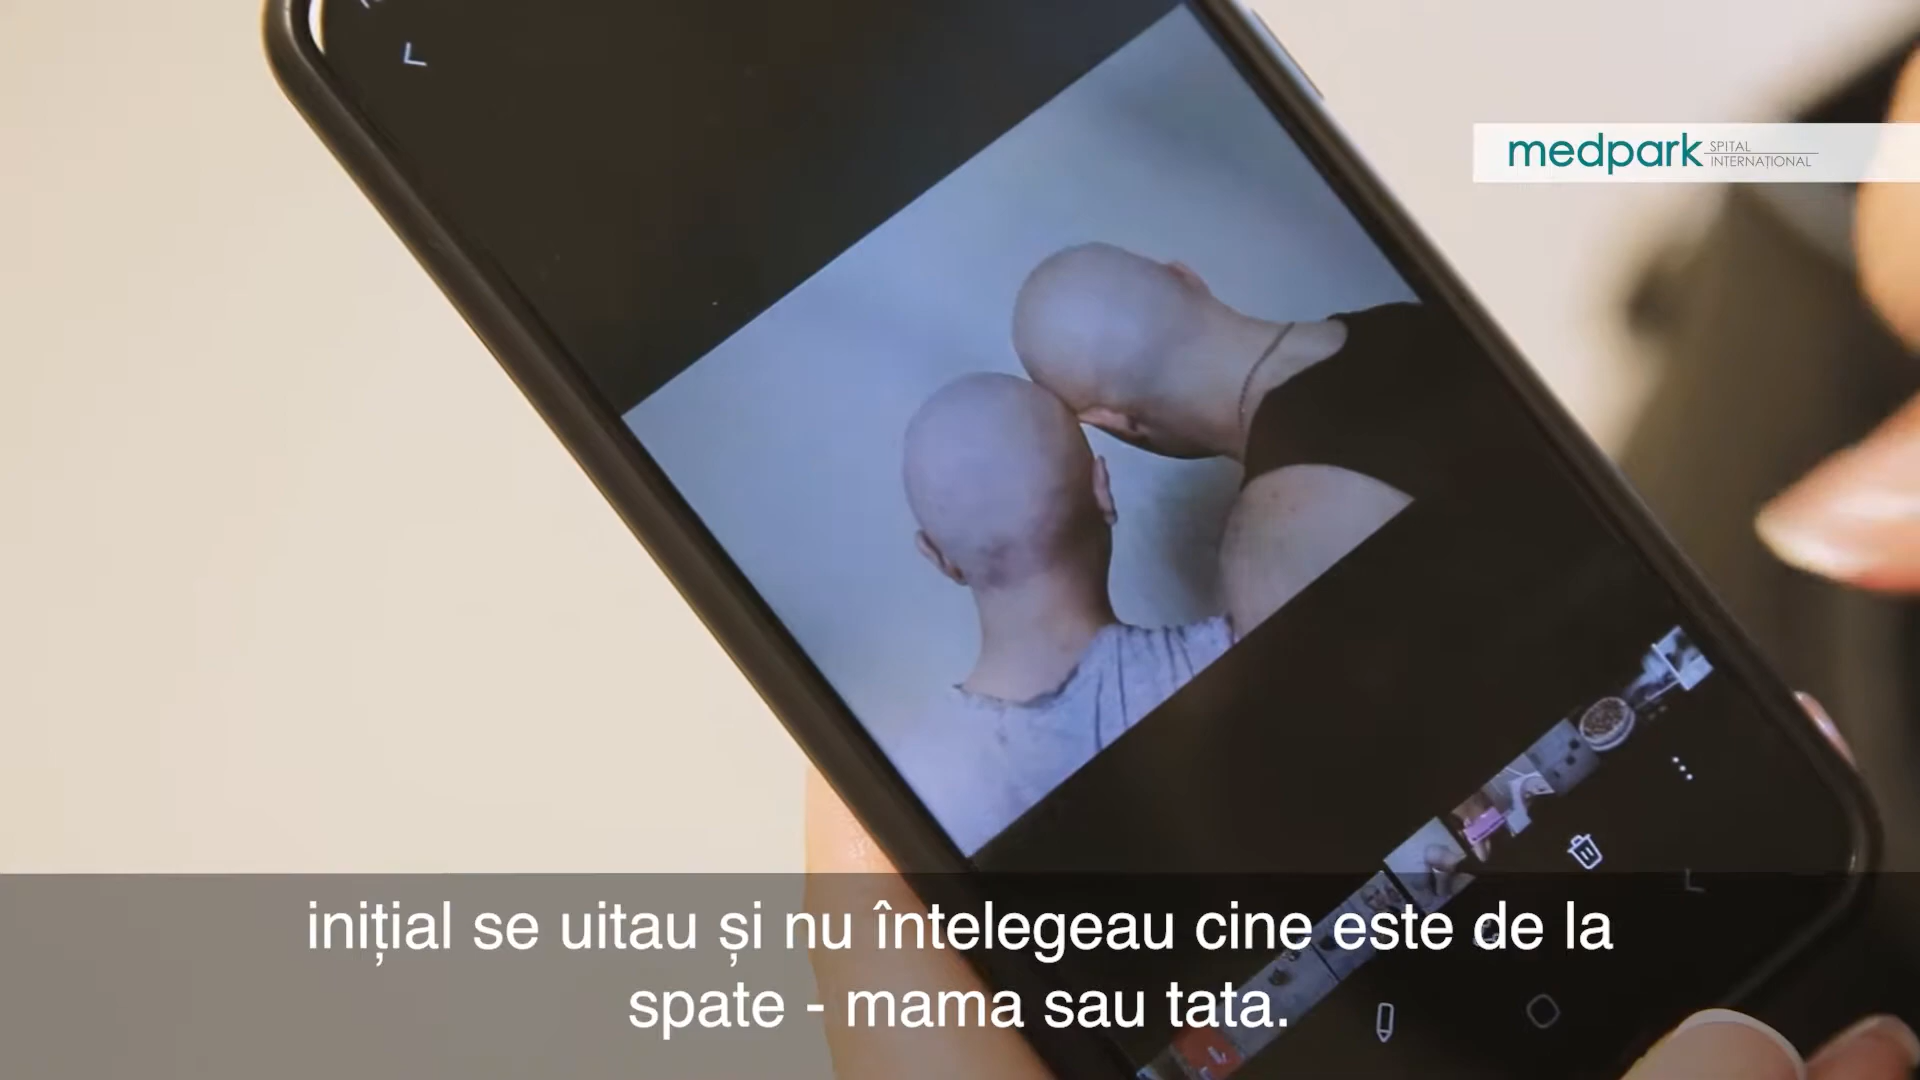 medpark SPITAL
INTERNAȚIONAL
inițial se uitau și nu întelegeau cine este de la
spate - mama sau tata.